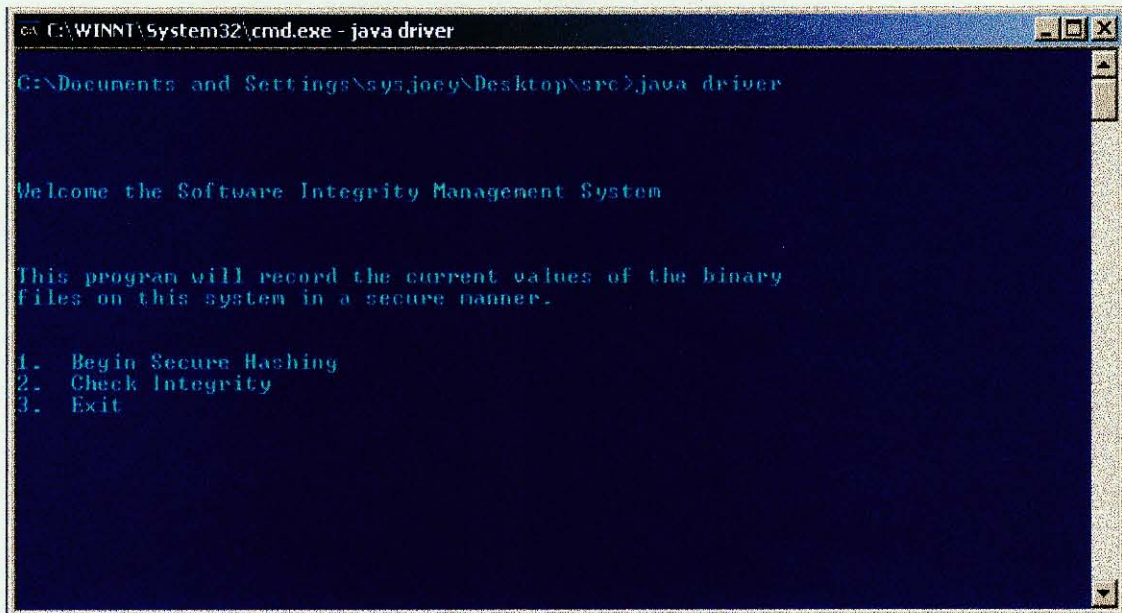 C:\WINNT\System32\cmd.exe - java driver
C:\Documents and Settings\sysjoey\Desktop\src>java driver
Welcome the Software Integrity Management System
This program will record the current values of the binary
files on this system in a secure manner.
1. Begin Secure Hashing
2. Check Integrity
3. Exit